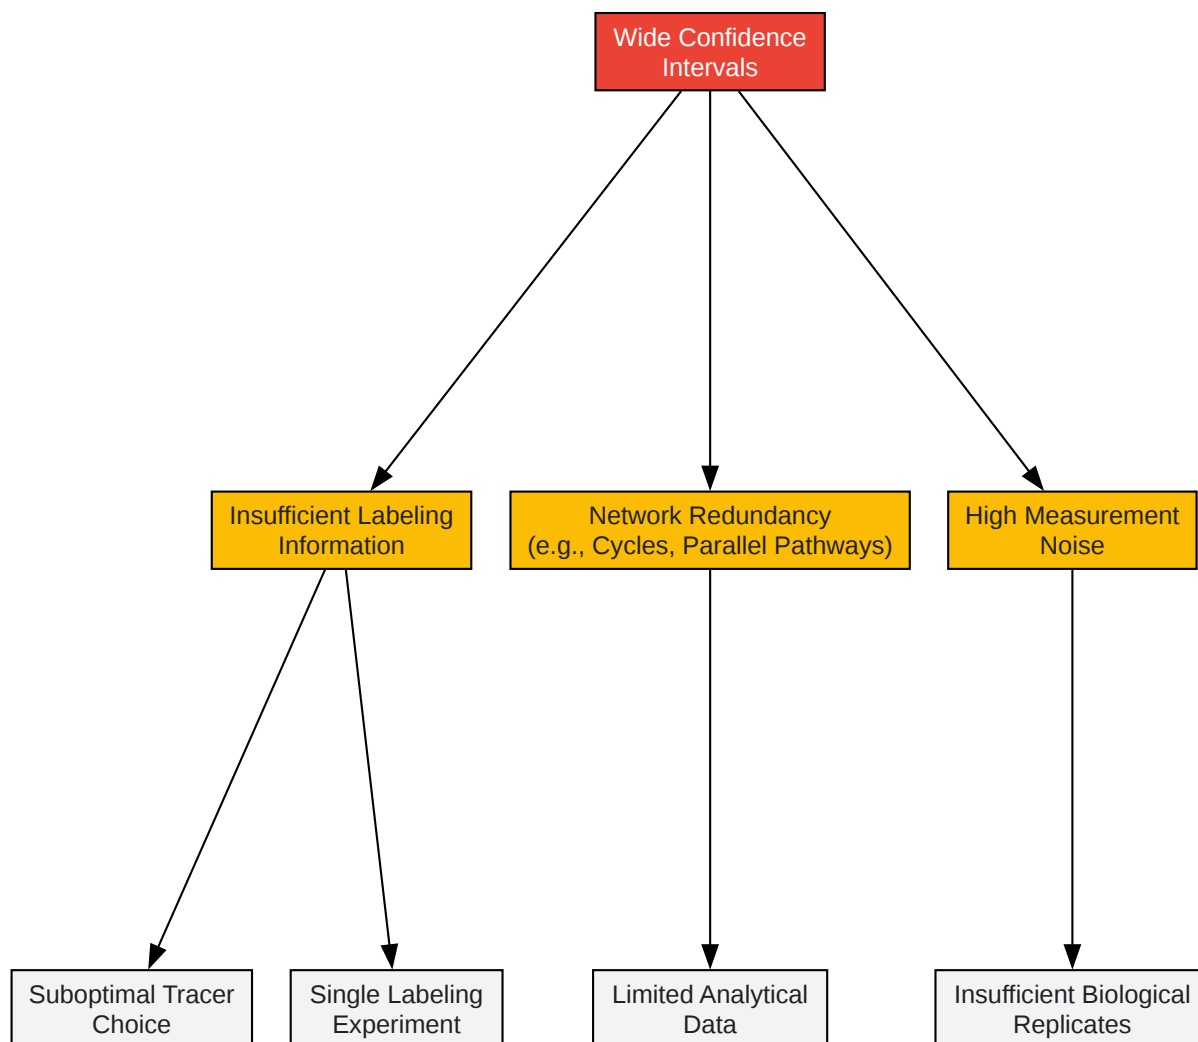 Wide Confidence
Intervals
Insufficient Labeling
Information
Network Redundancy
(e.g., Cycles, Parallel Pathways)
High Measurement
Noise
Suboptimal Tracer
Choice
Single Labeling
Experiment
Limited Analytical
Data
Insufficient Biological
Replicates